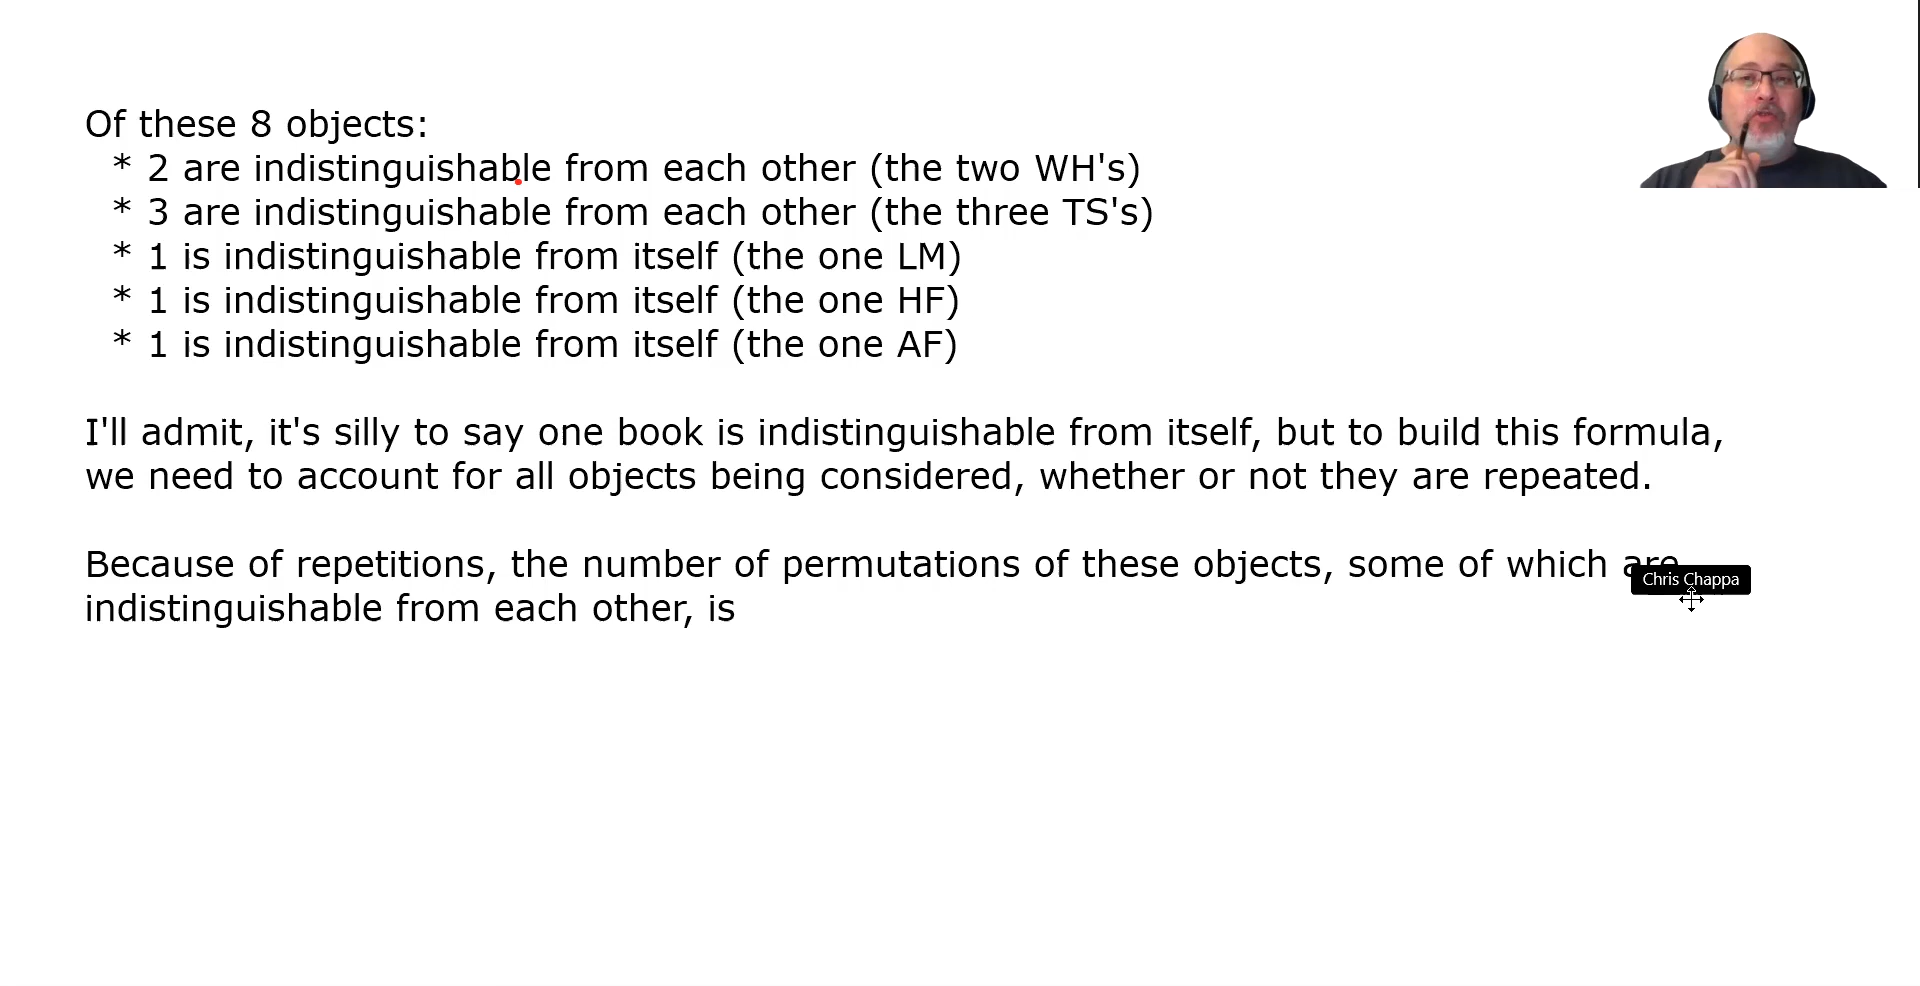 Of these 8 objects:
* 2 are indistinguishable from each other (the two WH's)
* 3 are indistinguishable from each other (the three TS's)
* 1 is indistinguishable from itself (the one LM)
* 1 is indistinguishable from itself (the one HF)
* 1 is indistinguishable from itself (the one AF)
I'll admit, it's silly to say one book is indistinguishable from itself, but to build this formula,
we need to account for all objects being considered, whether or not they are repeated.
Because of repetitions, the number of permutations of these objects, some of which are
Chris Chappa
indistinguishable from each other, is